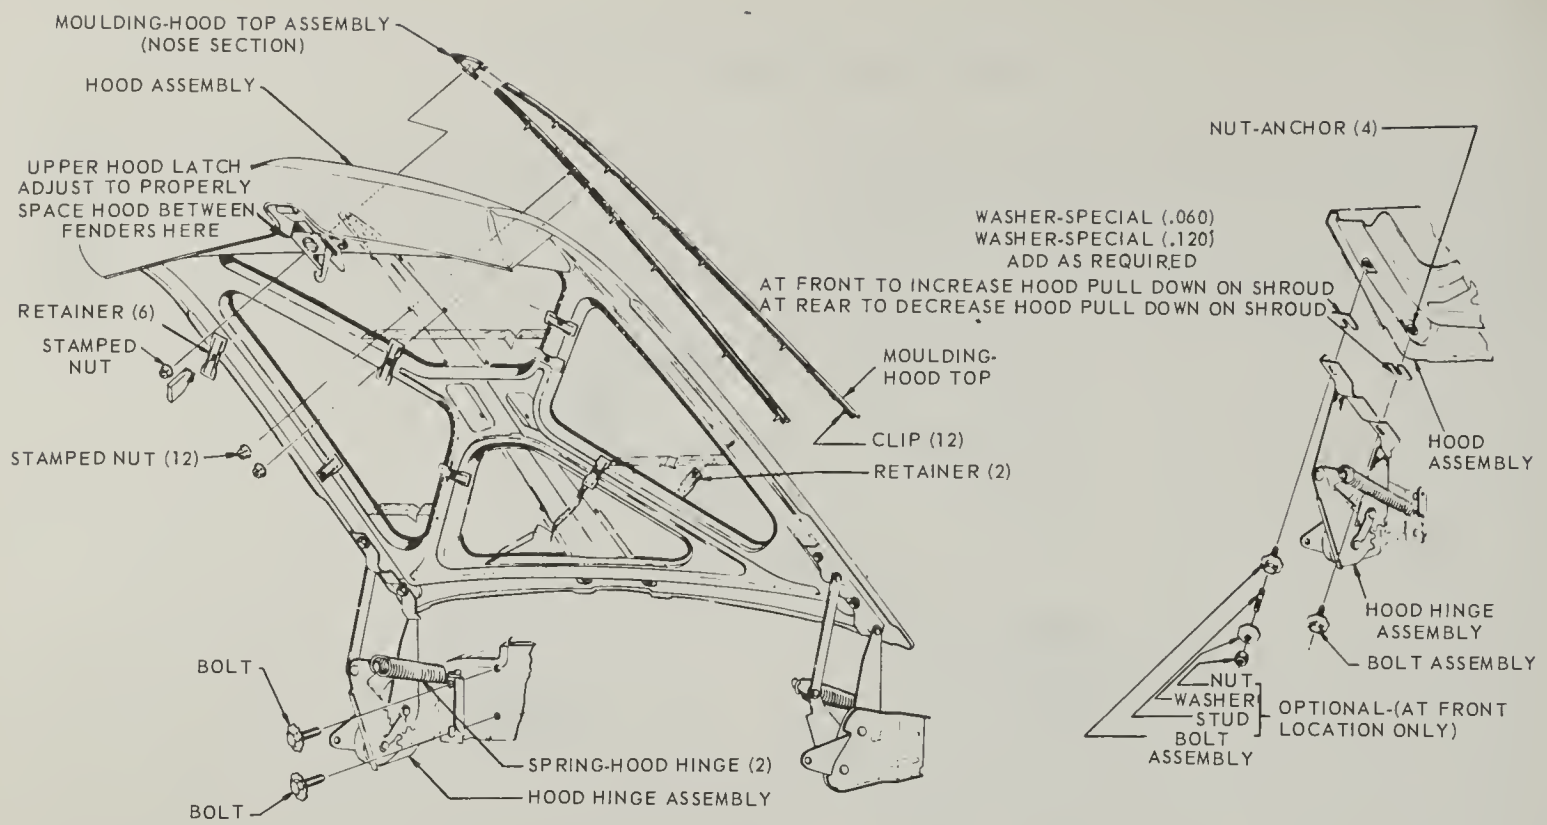 MOULDING-HOOD TOP ASSEMBLY
(NOSE SECTION)
HOOD ASSEMBLY
UPPER HOOD LATCH
ADJUST TO PROPERLY
SPACE HOOD BETWEEN
FENDERS HERE
RETAINER (6)
STAMPED
NUT
STAMPED NUT (12)
BOLT
BOLT
SPRING-HOOD HINGE (2)
HOOD HINGE ASSEMBLY
MOULDING-
HOOD TOP
CLIP (12)
RETAINER (2)
NUT-ANCHOR (4)
WASHER-SPECIAL (.060)
WASHER-SPECIAL (.120)
ADD AS REQUIRED
AT FRONT TO INCREASE HOOD PULL DOWN ON SHROUD
AT REAR TO DECREASE HOOD PULL DOWN ON SHROUD
HOOD
ASSEMBLY
HOOD HINGE
ASSEMBLY
BOLT ASSEMBLY
NUT
WASHER
STUD
OPTIONAL-(AT FRONT
LOCATION ONLY)
BOLT
ASSEMBLY